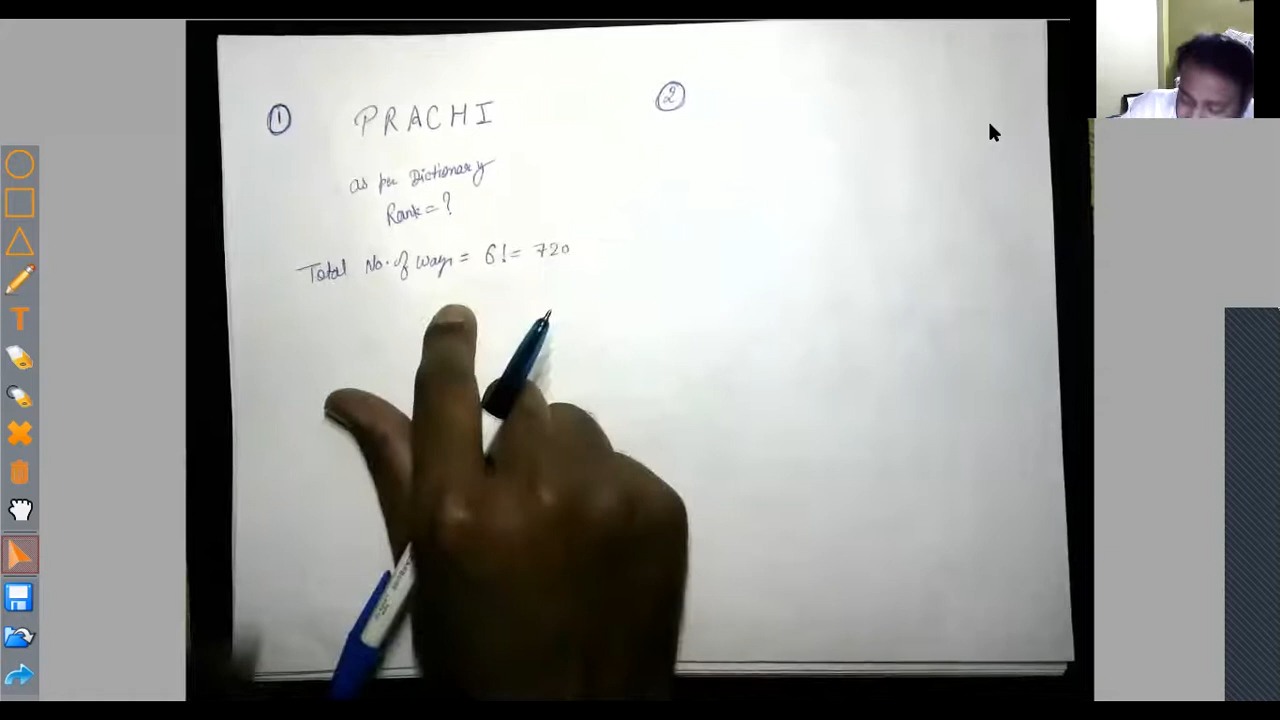 ①
PRACHI
as per Dictionary
Rank = ?
Total No. of ways = 6! = 720
②
T